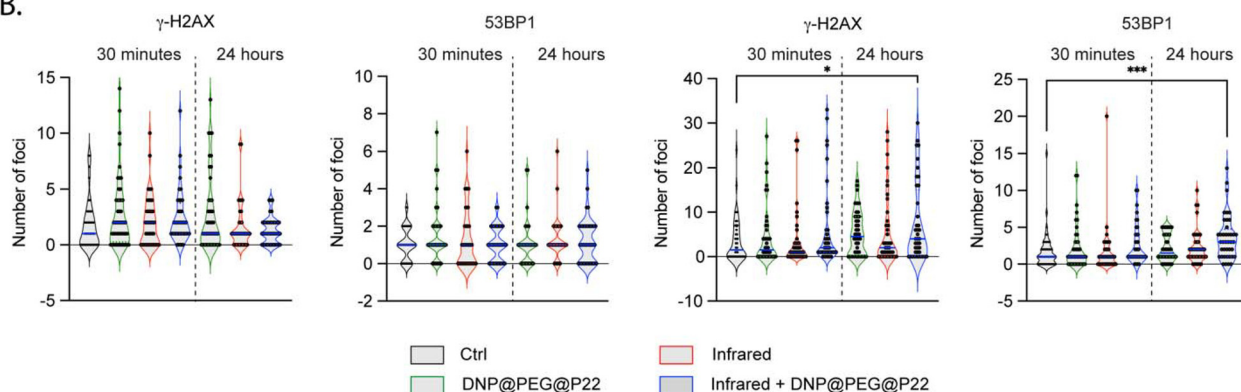 B.
γ-H2AX
30 minutes 24 hours
Number of foci
15
10
5
0
-5
53BP1
30 minutes 24 hours
Number of foci
10
8
6
4
2
0
-2
γ-H2AX
30 minutes 24 hours
*
Number of foci
40
30
20
10
0
-10
53BP1
30 minutes 24 hours
***
Number of foci
25
20
15
10
5
0
-5
Ctrl
Infrared
DNP@PEG@P22
Infrared + DNP@PEG@P22